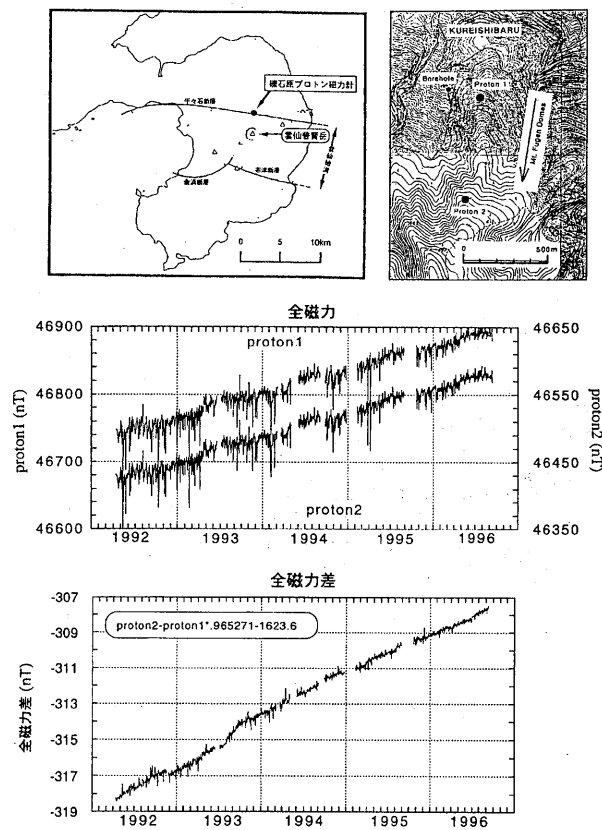 千々石断層
礫石原プロトン磁力計
雲仙普賢岳
布津断層
金浜断層
0 5 10km
KUREISHIBARU
Borehole
Proton 1
Mt. Fugen Domes
Proton 2
0 500m
全磁力
46900
46800
46700
46600
proton1 (nT)
proton1
proton2
46650
46550
46450
46350
proton2 (nT)
1992 1993 1994 1995 1996
全磁力差
-307
-309
-311
-313
-315
-317
-319
全磁力差 (nT)
proton2-proton1*.965271-1623.6
1992 1993 1994 1995 1996